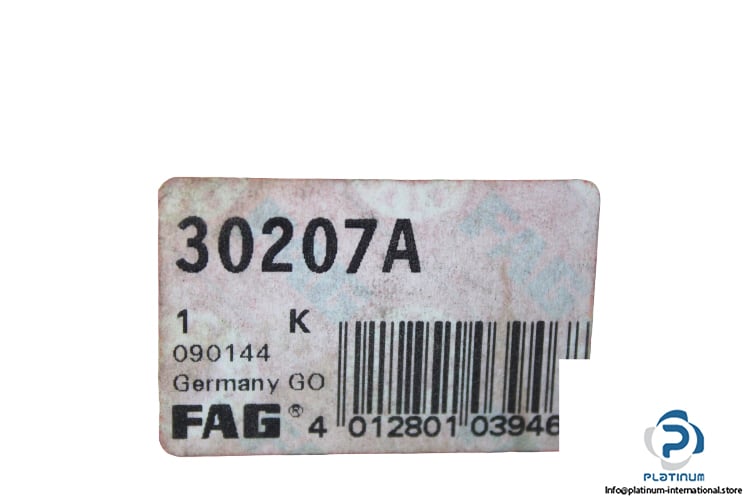 30207A
1 K
090144
Germany GO
FAG® 4 012801 03946
PLATINUM
Info@platinum-international.store